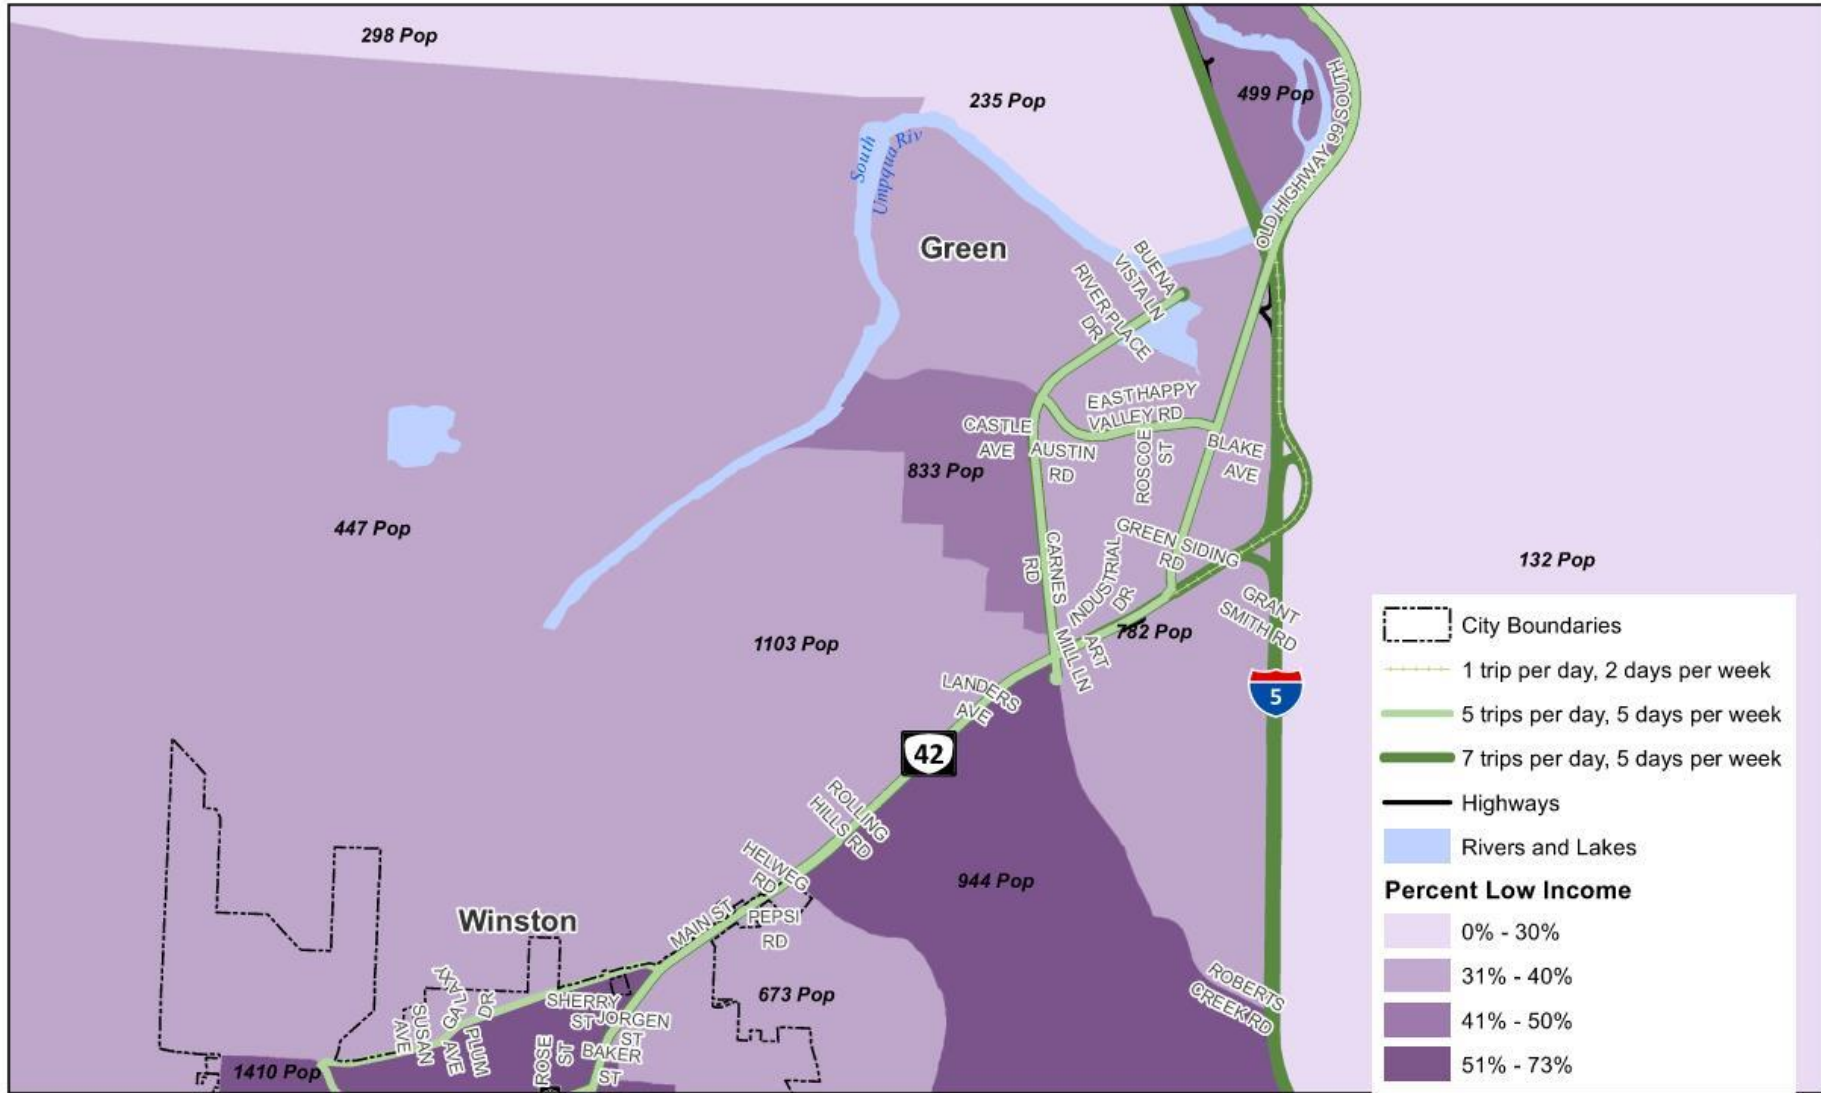 298 Pop
235 Pop
499 Pop
OLD HIGHWAY 99 SOUTH
South
Umpqua Riv
Green
BUENA
VISTA LN
RIVER PLACE
DR
EAST HAPPY
VALLEY RD
CASTLE
AVE
AUSTIN
RD
ROSCOE
ST
BLAKE
AVE
833 Pop
447 Pop
GREEN SIDING
RD
CARNES
RD
INDUSTRIAL
DR
GRANT
SMITH RD
132 Pop
782 Pop
1103 Pop
ART
MILL LN
LANDERS
AVE
5
42
ROLLING
HILLS RD
HELWEG
RD
944 Pop
Winston
MAIN ST
PEPSI
RD
673 Pop
ROBERTS
CREEK RD
GALAXY
DR
SUSAN
AVE
PLUM
AVE
SHERRY
ST
JORGEN
ST
ROSE
ST
BAKER
ST
1410 Pop
City Boundaries
1 trip per day, 2 days per week
5 trips per day, 5 days per week
7 trips per day, 5 days per week
Highways
Rivers and Lakes
Percent Low Income
0% - 30%
31% - 40%
41% - 50%
51% - 73%